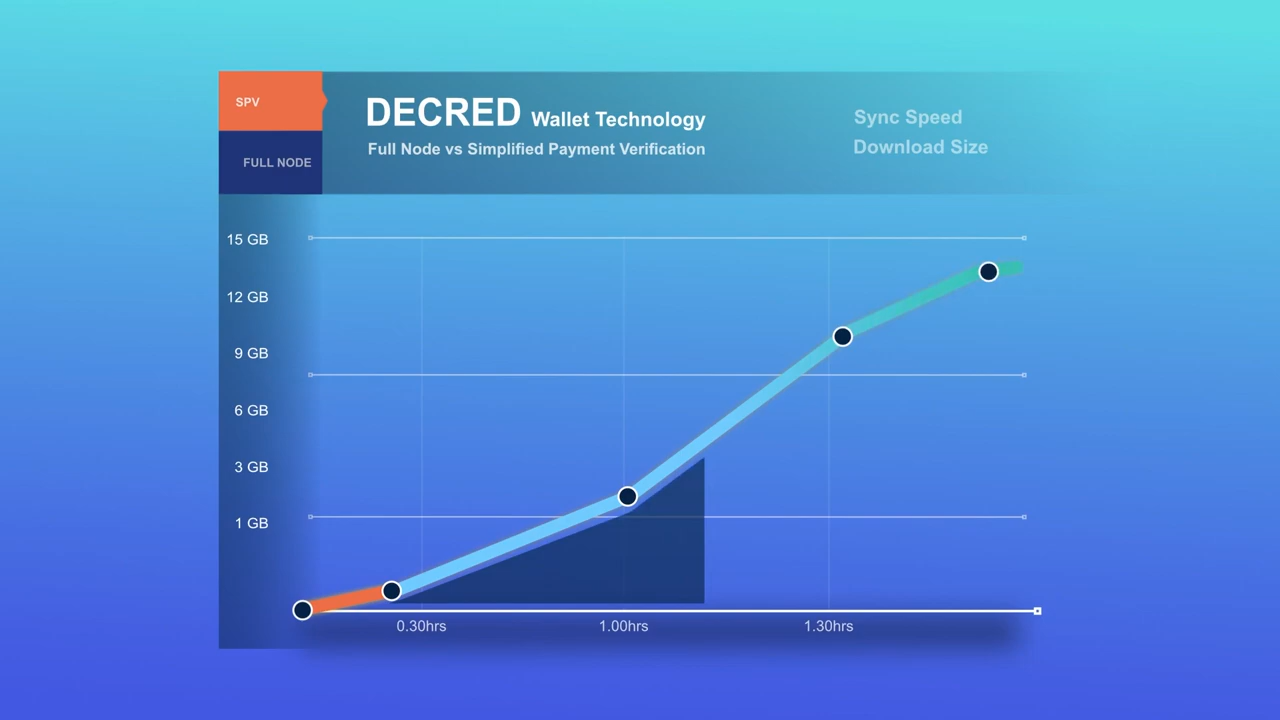 SPV
FULL NODE
DECRED Wallet Technology
Full Node vs Simplified Payment Verification
Sync Speed
Download Size
15 GB
12 GB
9 GB
6 GB
3 GB
1 GB
0.30hrs
1.00hrs
1.30hrs